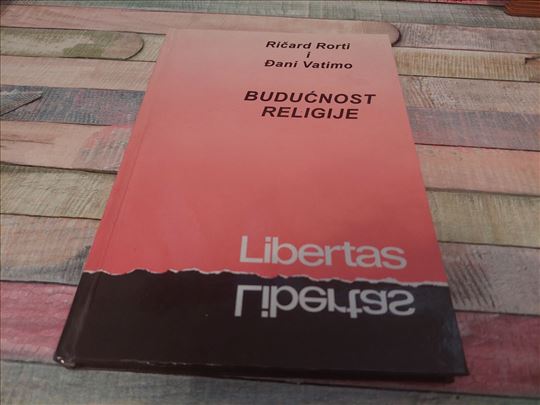 Ričard Rorti
i
Đani Vatimo
BUDUĆNOST
RELIGIJE
Libertas
Libertas